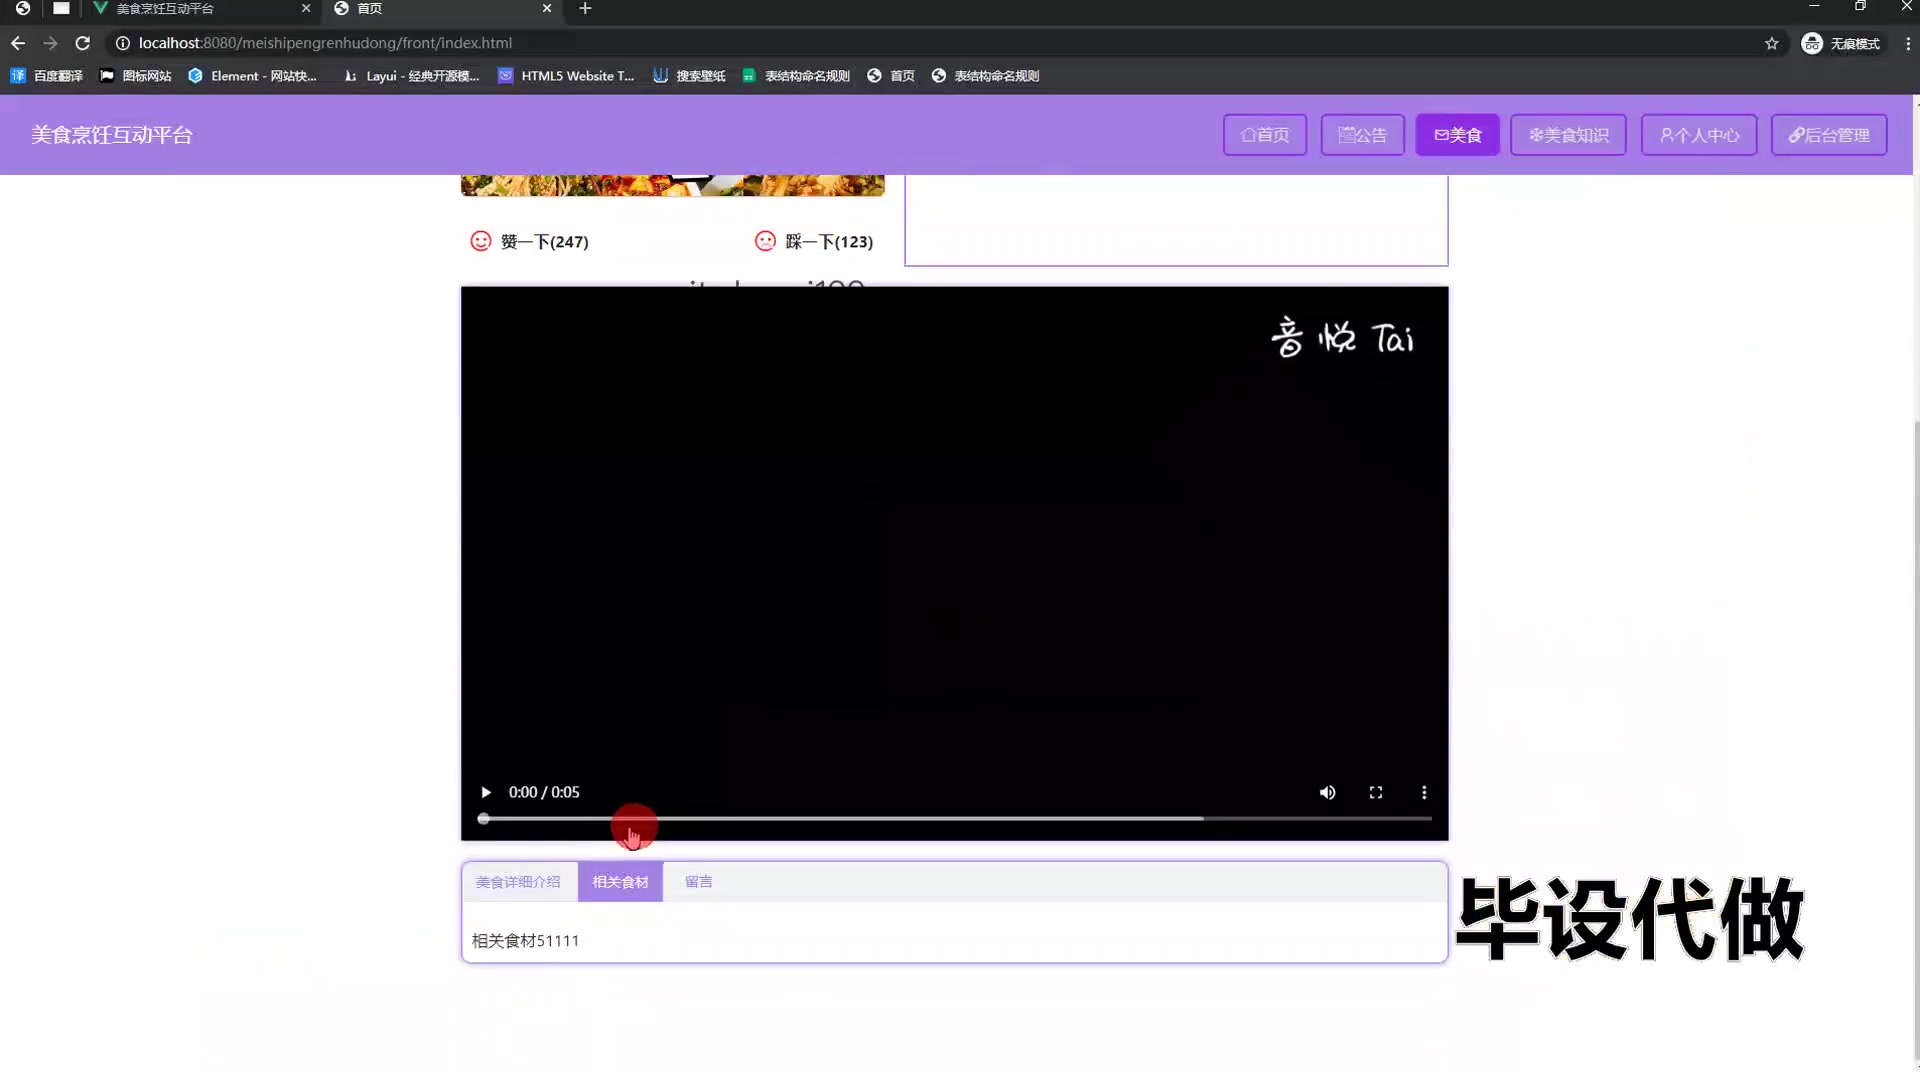 美食烹饪互动平台
首页
localhost:8080/meishipengrenhudong/front/index.html
无痕模式
百度翻译
图标网站
Element - 网站快...
Layui - 经典开源模...
HTML5 Website T...
搜索壁纸
表结构命名规则
首页
表结构命名规则
美食烹饪互动平台
首页
公告
美食
美食知识
个人中心
后台管理
赞一下(247)
踩一下(123)
音悦Tai
0:00 / 0:05
美食详细介绍
相关食材
留言
相关食材51111
毕设代做